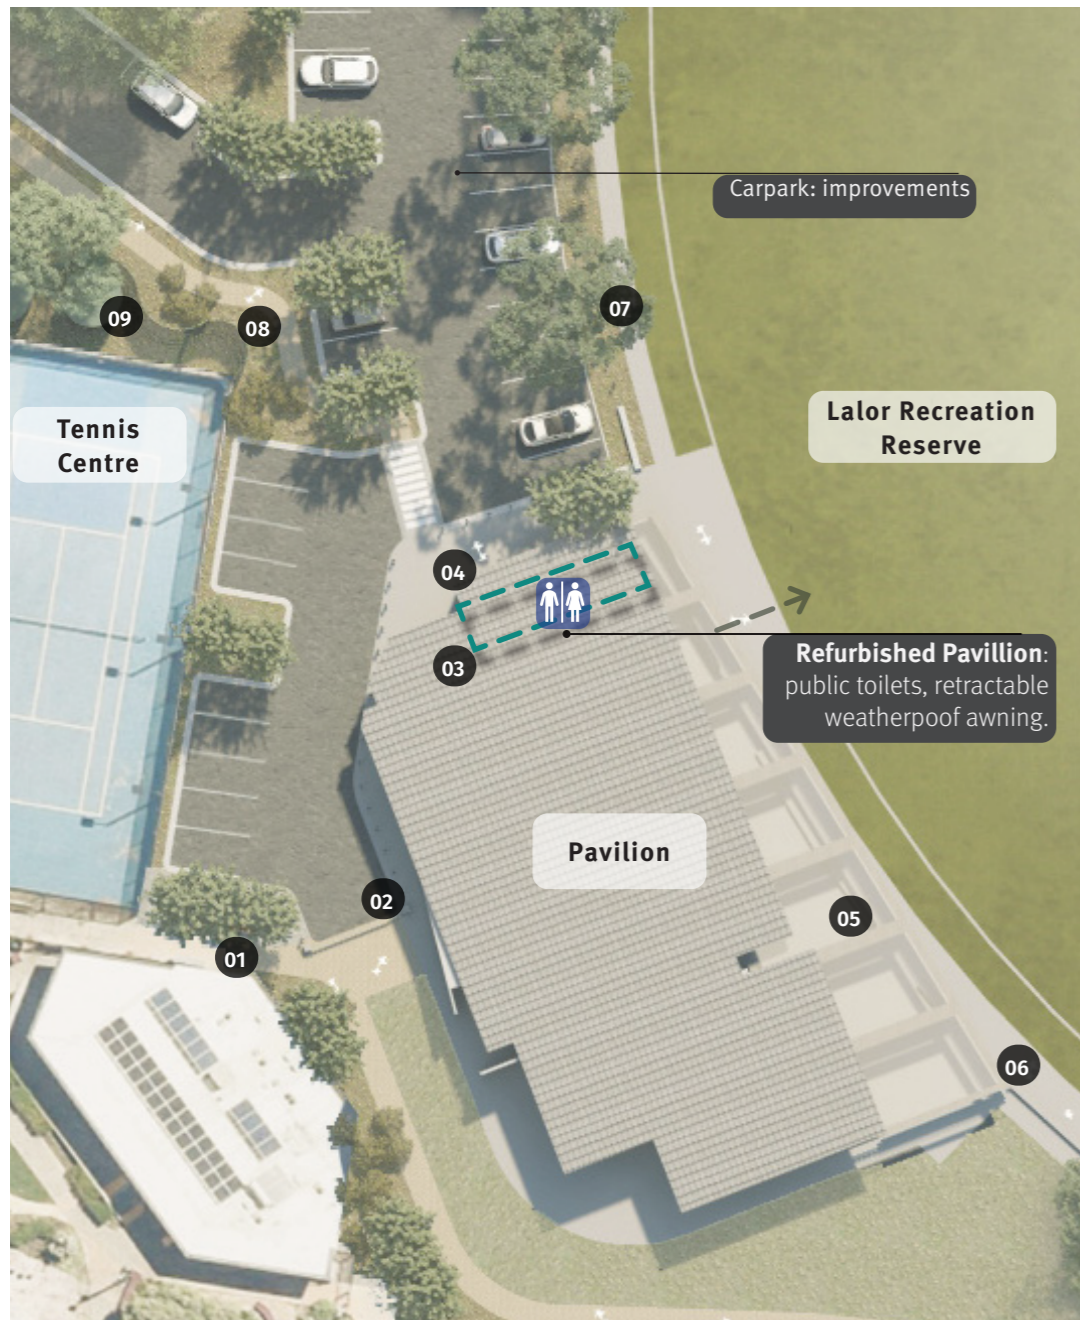 Carpark: improvements
07
09
08
Tennis
Centre
Lalor Recreation
Reserve
04
03
Refurbished Pavillion:
public toilets, retractable
weatherpoof awning.
Pavilion
02
05
01
06